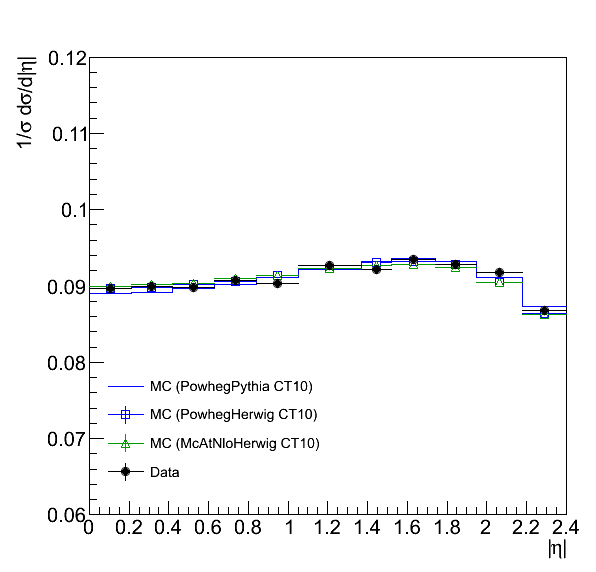 1/σ dσ/d|η|
0.12
0.11
0.1
0.09
0.08
0.07
0.06
MC (PowhegPythia CT10)
MC (PowhegHerwig CT10)
MC (McAtNloHerwig CT10)
Data
0 0.2 0.4 0.6 0.8 1 1.2 1.4 1.6 1.8 2 2.2 2.4
|η|